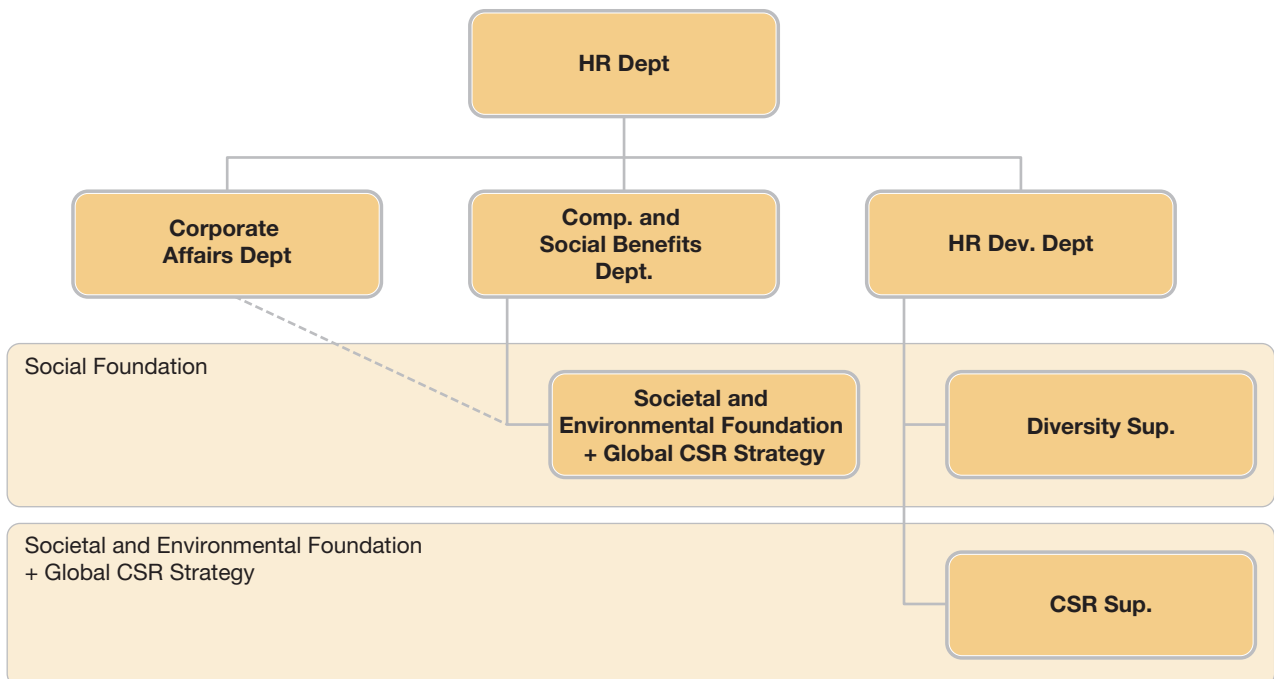 HR Dept
Corporate
Affairs Dept
Comp. and
Social Benefits
Dept.
HR Dev. Dept
Social Foundation
Societal and
Environmental Foundation
+ Global CSR Strategy
Diversity Sup.
Societal and Environmental Foundation
+ Global CSR Strategy
CSR Sup.